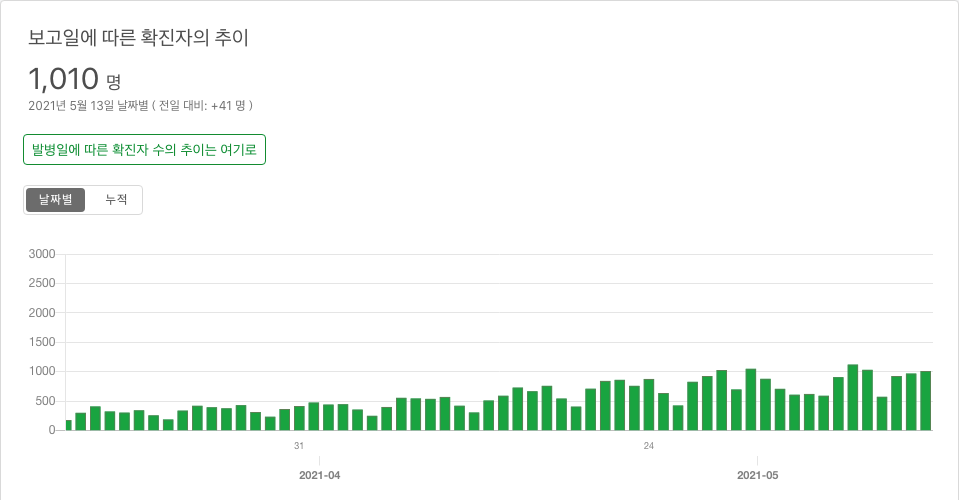 보고일에 따른 확진자의 추이
1,010 명
2021년 5월 13일 날짜별 ( 전일 대비: +41 명 )
발병일에 따른 확진자 수의 추이는 여기로
날짜별 누적
3000
2500
2000
1500
1000
500
0
31 24
2021-04 2021-05